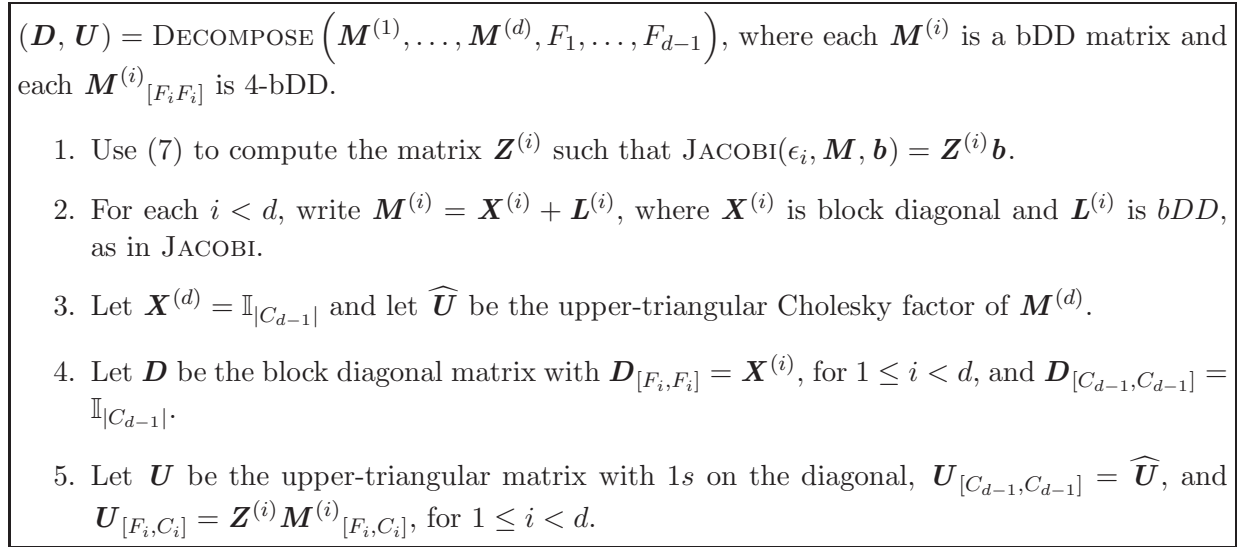 (D, U) = DECOMPOSE (M^{(1)}, …, M^{(d)}, F_1, …, F_{d−1}), where each M^{(i)} is a bDD matrix and
each M^{(i)}_{[F_iF_i]} is 4-bDD.
1. Use (7) to compute the matrix Z^{(i)} such that JACOBI(ϵ_i, M, b) = Z^{(i)}b.
2. For each i < d, write M^{(i)} = X^{(i)} + L^{(i)}, where X^{(i)} is block diagonal and L^{(i)} is bDD,
as in JACOBI.
3. Let X^{(d)} = 𝕀_{|C_{d−1}|} and let \widehat{U} be the upper-triangular Cholesky factor of M^{(d)}.
4. Let D be the block diagonal matrix with D_{[F_i,F_i]} = X^{(i)}, for 1 ≤ i < d, and D_{[C_{d−1},C_{d−1}]} =
𝕀_{|C_{d−1}|}.
5. Let U be the upper-triangular matrix with 1s on the diagonal, U_{[C_{d−1},C_{d−1}]} = \widehat{U}, and
U_{[F_i,C_i]} = Z^{(i)}M^{(i)}_{[F_i,C_i]}, for 1 ≤ i < d.